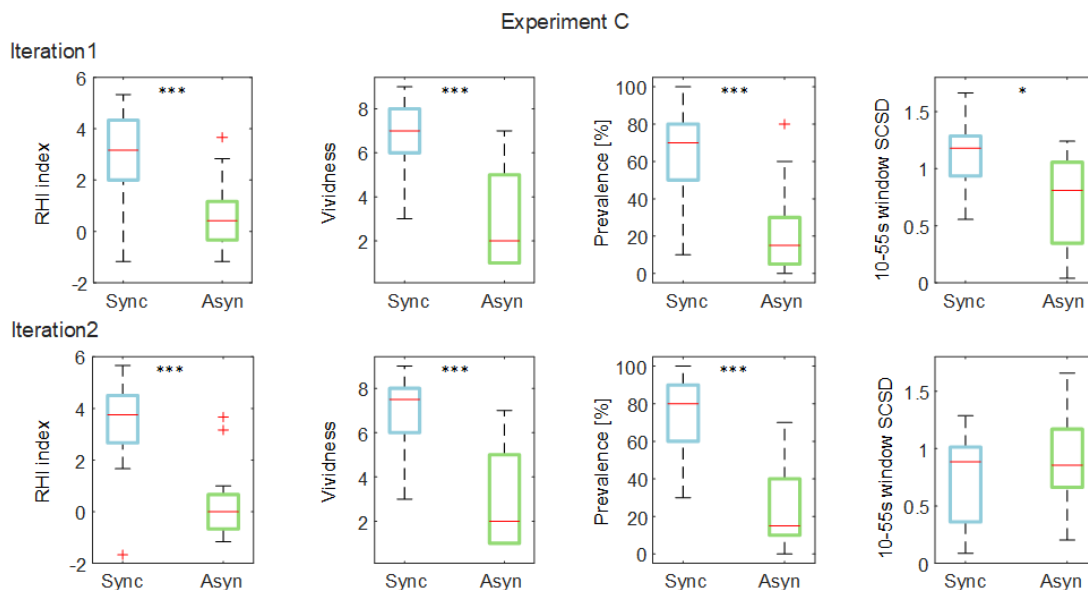 Experiment C
Iteration1
RHI index
6
4
2
0
-2
***
Sync Asyn
Vividness
8
6
4
2
***
Sync Asyn
Prevalence [%]
100
80
60
40
20
0
***
Sync Asyn
10-55s window SCSD
1.5
1
0.5
0
*
Sync Asyn
Iteration2
RHI index
6
4
2
0
-2
***
Sync Asyn
Vividness
8
6
4
2
***
Sync Asyn
Prevalence [%]
100
80
60
40
20
0
***
Sync Asyn
10-55s window SCSD
1.5
1
0.5
0
Sync Asyn